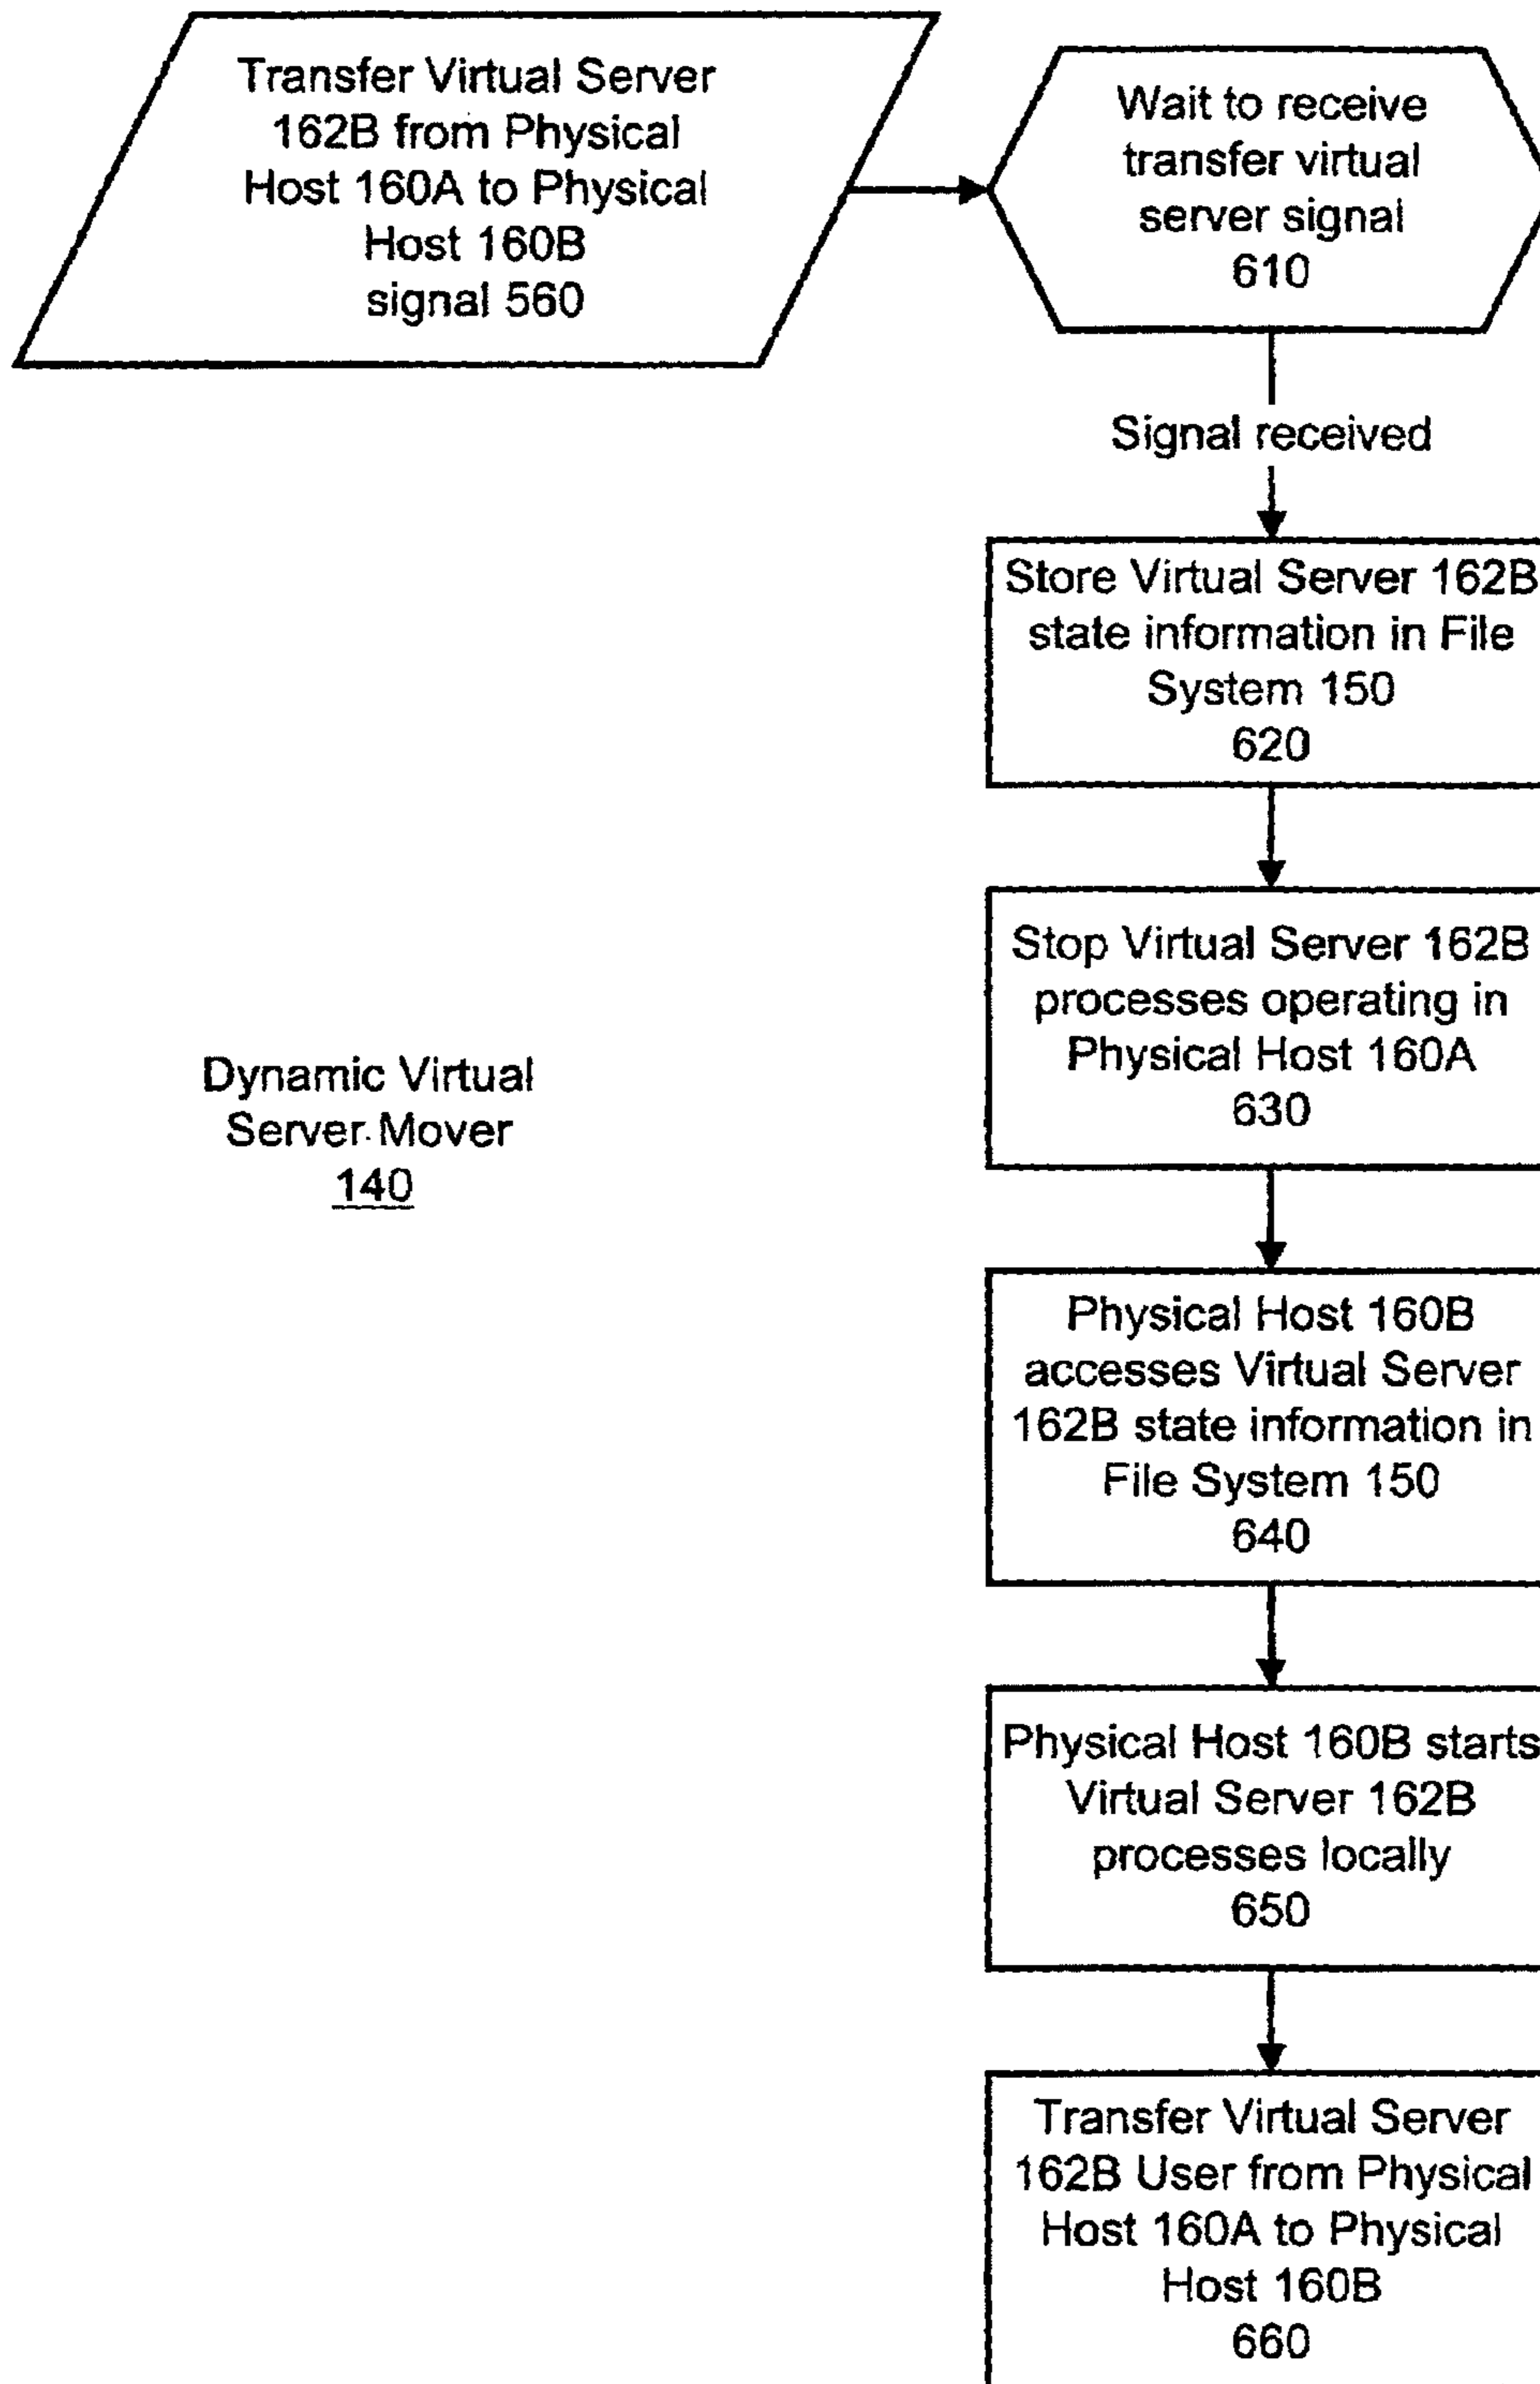 Transfer Virtual Server
162B from Physical
Host 160A to Physical
Host 160B
signal 560
Wait to receive
transfer virtual
server signal
610
Signal received
Store Virtual Server 162B
state information in File
System 150
620
Stop Virtual Server 162B
processes operating in
Physical Host 160A
630
Dynamic Virtual
Server Mover
140
Physical Host 160B
accesses Virtual Server
162B state information in
File System 150
640
Physical Host 160B starts
Virtual Server 162B
processes locally
650
Transfer Virtual Server
162B User from Physical
Host 160A to Physical
Host 160B
660